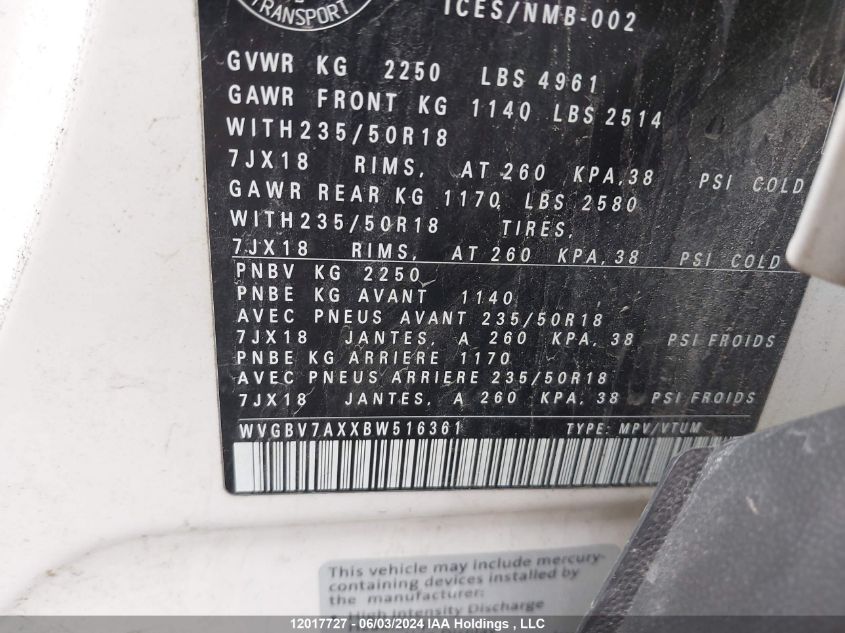 TRANSPORT
ICES/NMB-002
GVWR KG 2250 LBS 4961
GAWR FRONT KG 1140 LBS 2514
WITH235/50R18
7JX18 RIMS, AT 260 KPA,38 PSI COLD
GAWR REAR KG 1170 LBS 2580
WITH235/50R18 TIRES,
7JX18 RIMS, AT 260 KPA,38 PSI COLD
PNBV KG 2250
PNBE KG AVANT 1140
AVEC PNEUS AVANT 235/50R18
7JX18 JANTES, A 260 KPA,38 PSI FROIDS
PNBE KG ARRIERE 1170
AVEC PNEUS ARRIERE 235/50R18
7JX18 JANTES, A 260 KPA,38 PSI FROIDS
WVGBV7AXXBW516361 TYPE: MPV/VTUM
This vehicle may include mercury-
containing devices installed by
the manufacturer:
High Intensity Discharge
12017727 - 06/03/2024 IAA Holdings , LLC